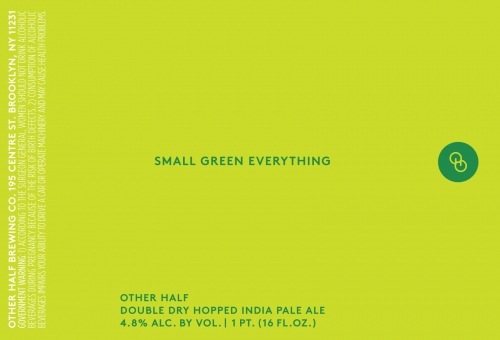 OTHER HALF BREWING CO. 195 CENTRE ST. BROOKLYN, NY 11231
GOVERNMENT WARNING: 1) ACCORDING TO THE SURGEON GENERAL, WOMEN SHOULD NOT DRINK ALCOHOLIC
BEVERAGES DURING PREGNANCY BECAUSE OF THE RISK OF BIRTH DEFECTS. 2) CONSUMPTION OF ALCOHOLIC
BEVERAGES IMPAIRS YOUR ABILITY TO DRIVE A CAR OR OPERATE MACHINERY AND MAY CAUSE HEALTH PROBLEMS.
SMALL GREEN EVERYTHING
OTHER HALF
DOUBLE DRY HOPPED INDIA PALE ALE
4.8% ALC. BY VOL. | 1 PT. (16 FL.OZ.)